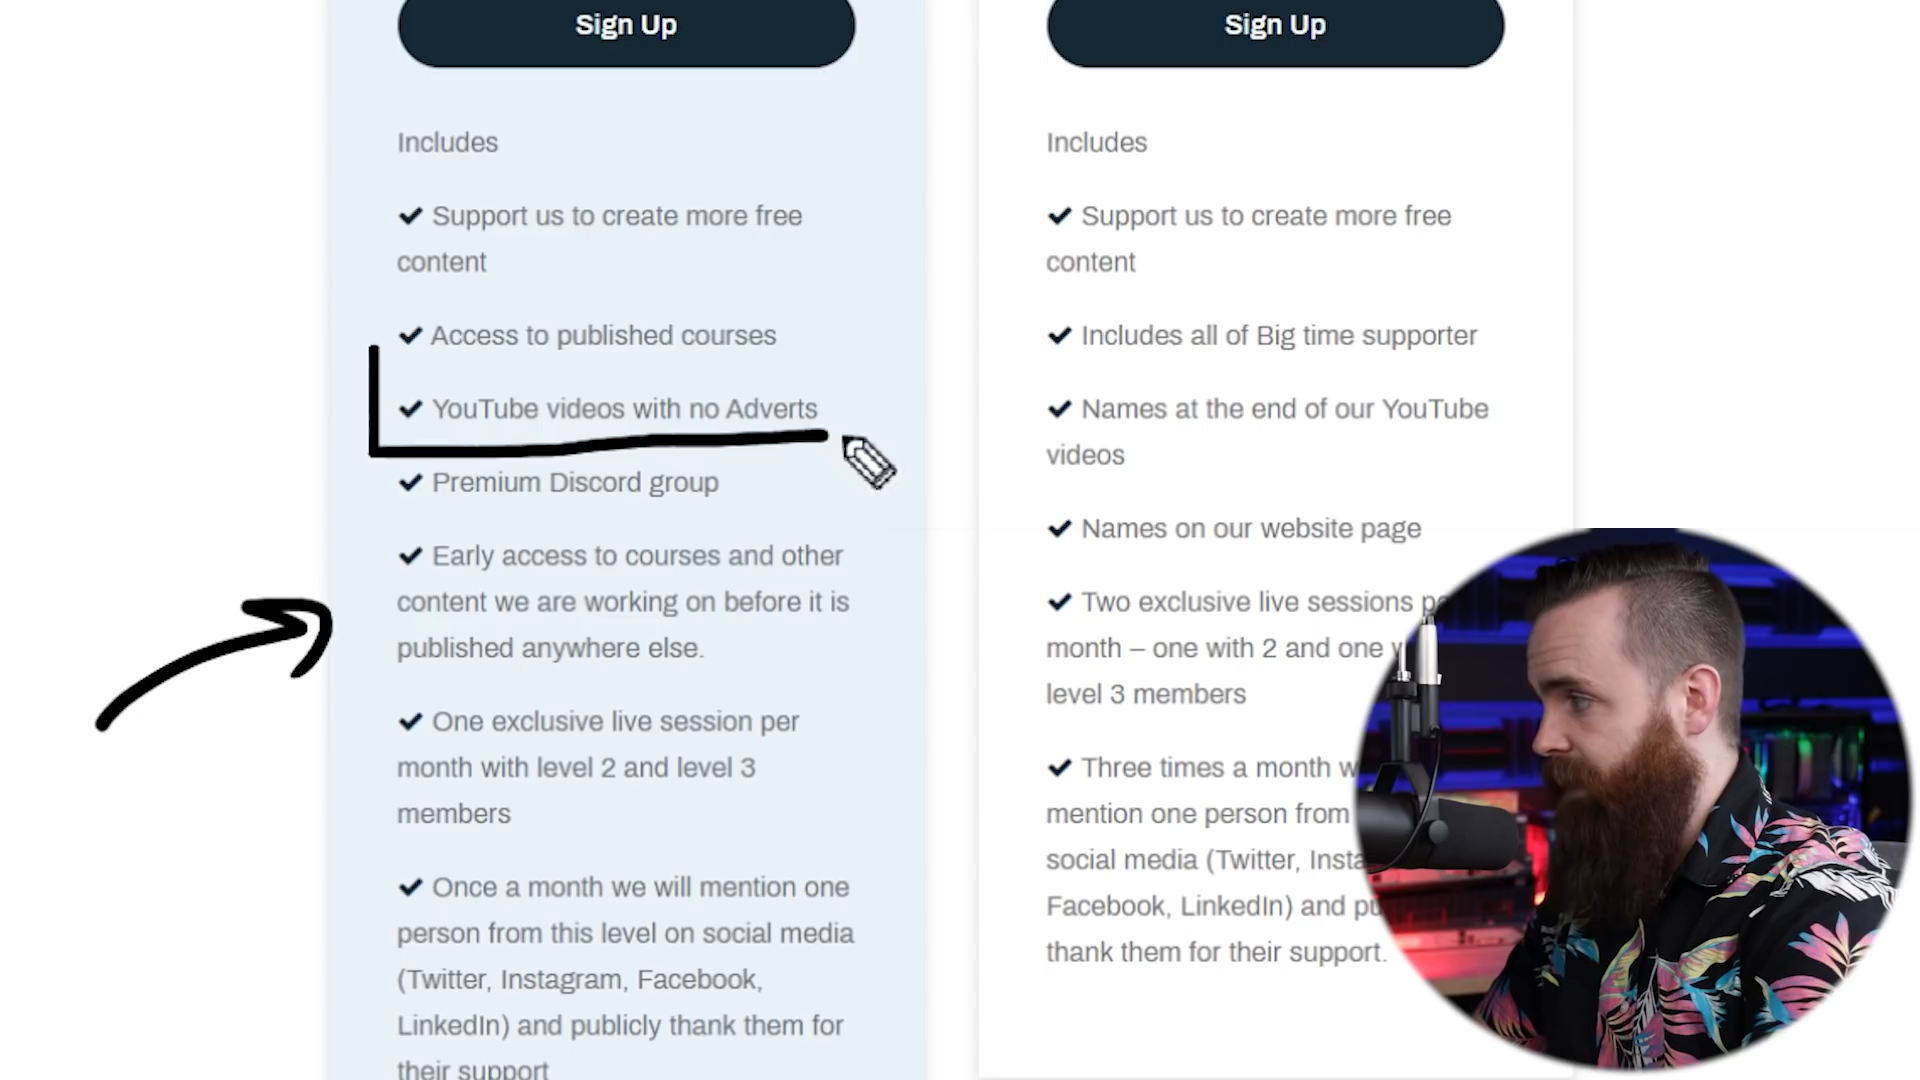 Sign Up
Includes
Support us to create more free
content
Access to published courses
YouTube videos with no Adverts
Premium Discord group
Early access to courses and other
content we are working on before it is
published anywhere else.
One exclusive live session per
month with level 2 and level 3
members
Once a month we will mention one
person from this level on social media
(Twitter, Instagram, Facebook,
LinkedIn) and publicly thank them for
their support
Sign Up
Includes
Support us to create more free
content
Includes all of Big time supporter
Names at the end of our YouTube
videos
Names on our website page
Two exclusive live sessions
month – one with 2 and one
level 3 members
Three times a month
mention one person from
social media (Twitter,
Facebook, LinkedIn) and
thank them for their support.